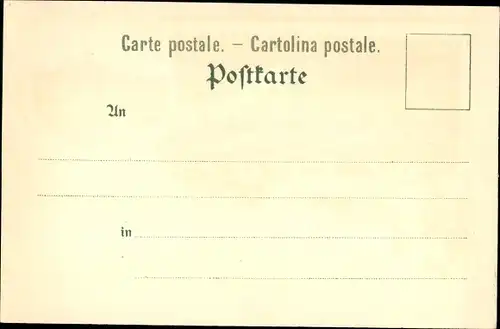 Carte postale. – Cartolina postale.
Poſtkarte
An
in